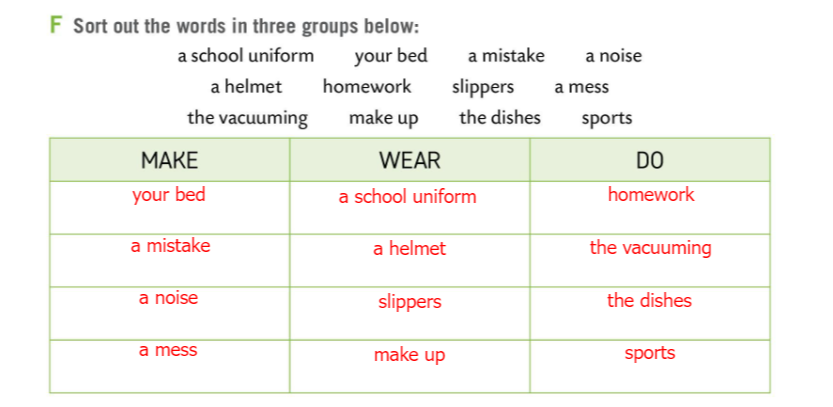 F Sort out the words in three groups below:
a school uniform your bed a mistake a noise
a helmet homework slippers a mess
the vacuuming make up the dishes sports
MAKE WEAR DO
your bed a school uniform homework
a mistake a helmet the vacuuming
a noise slippers the dishes
a mess make up sports